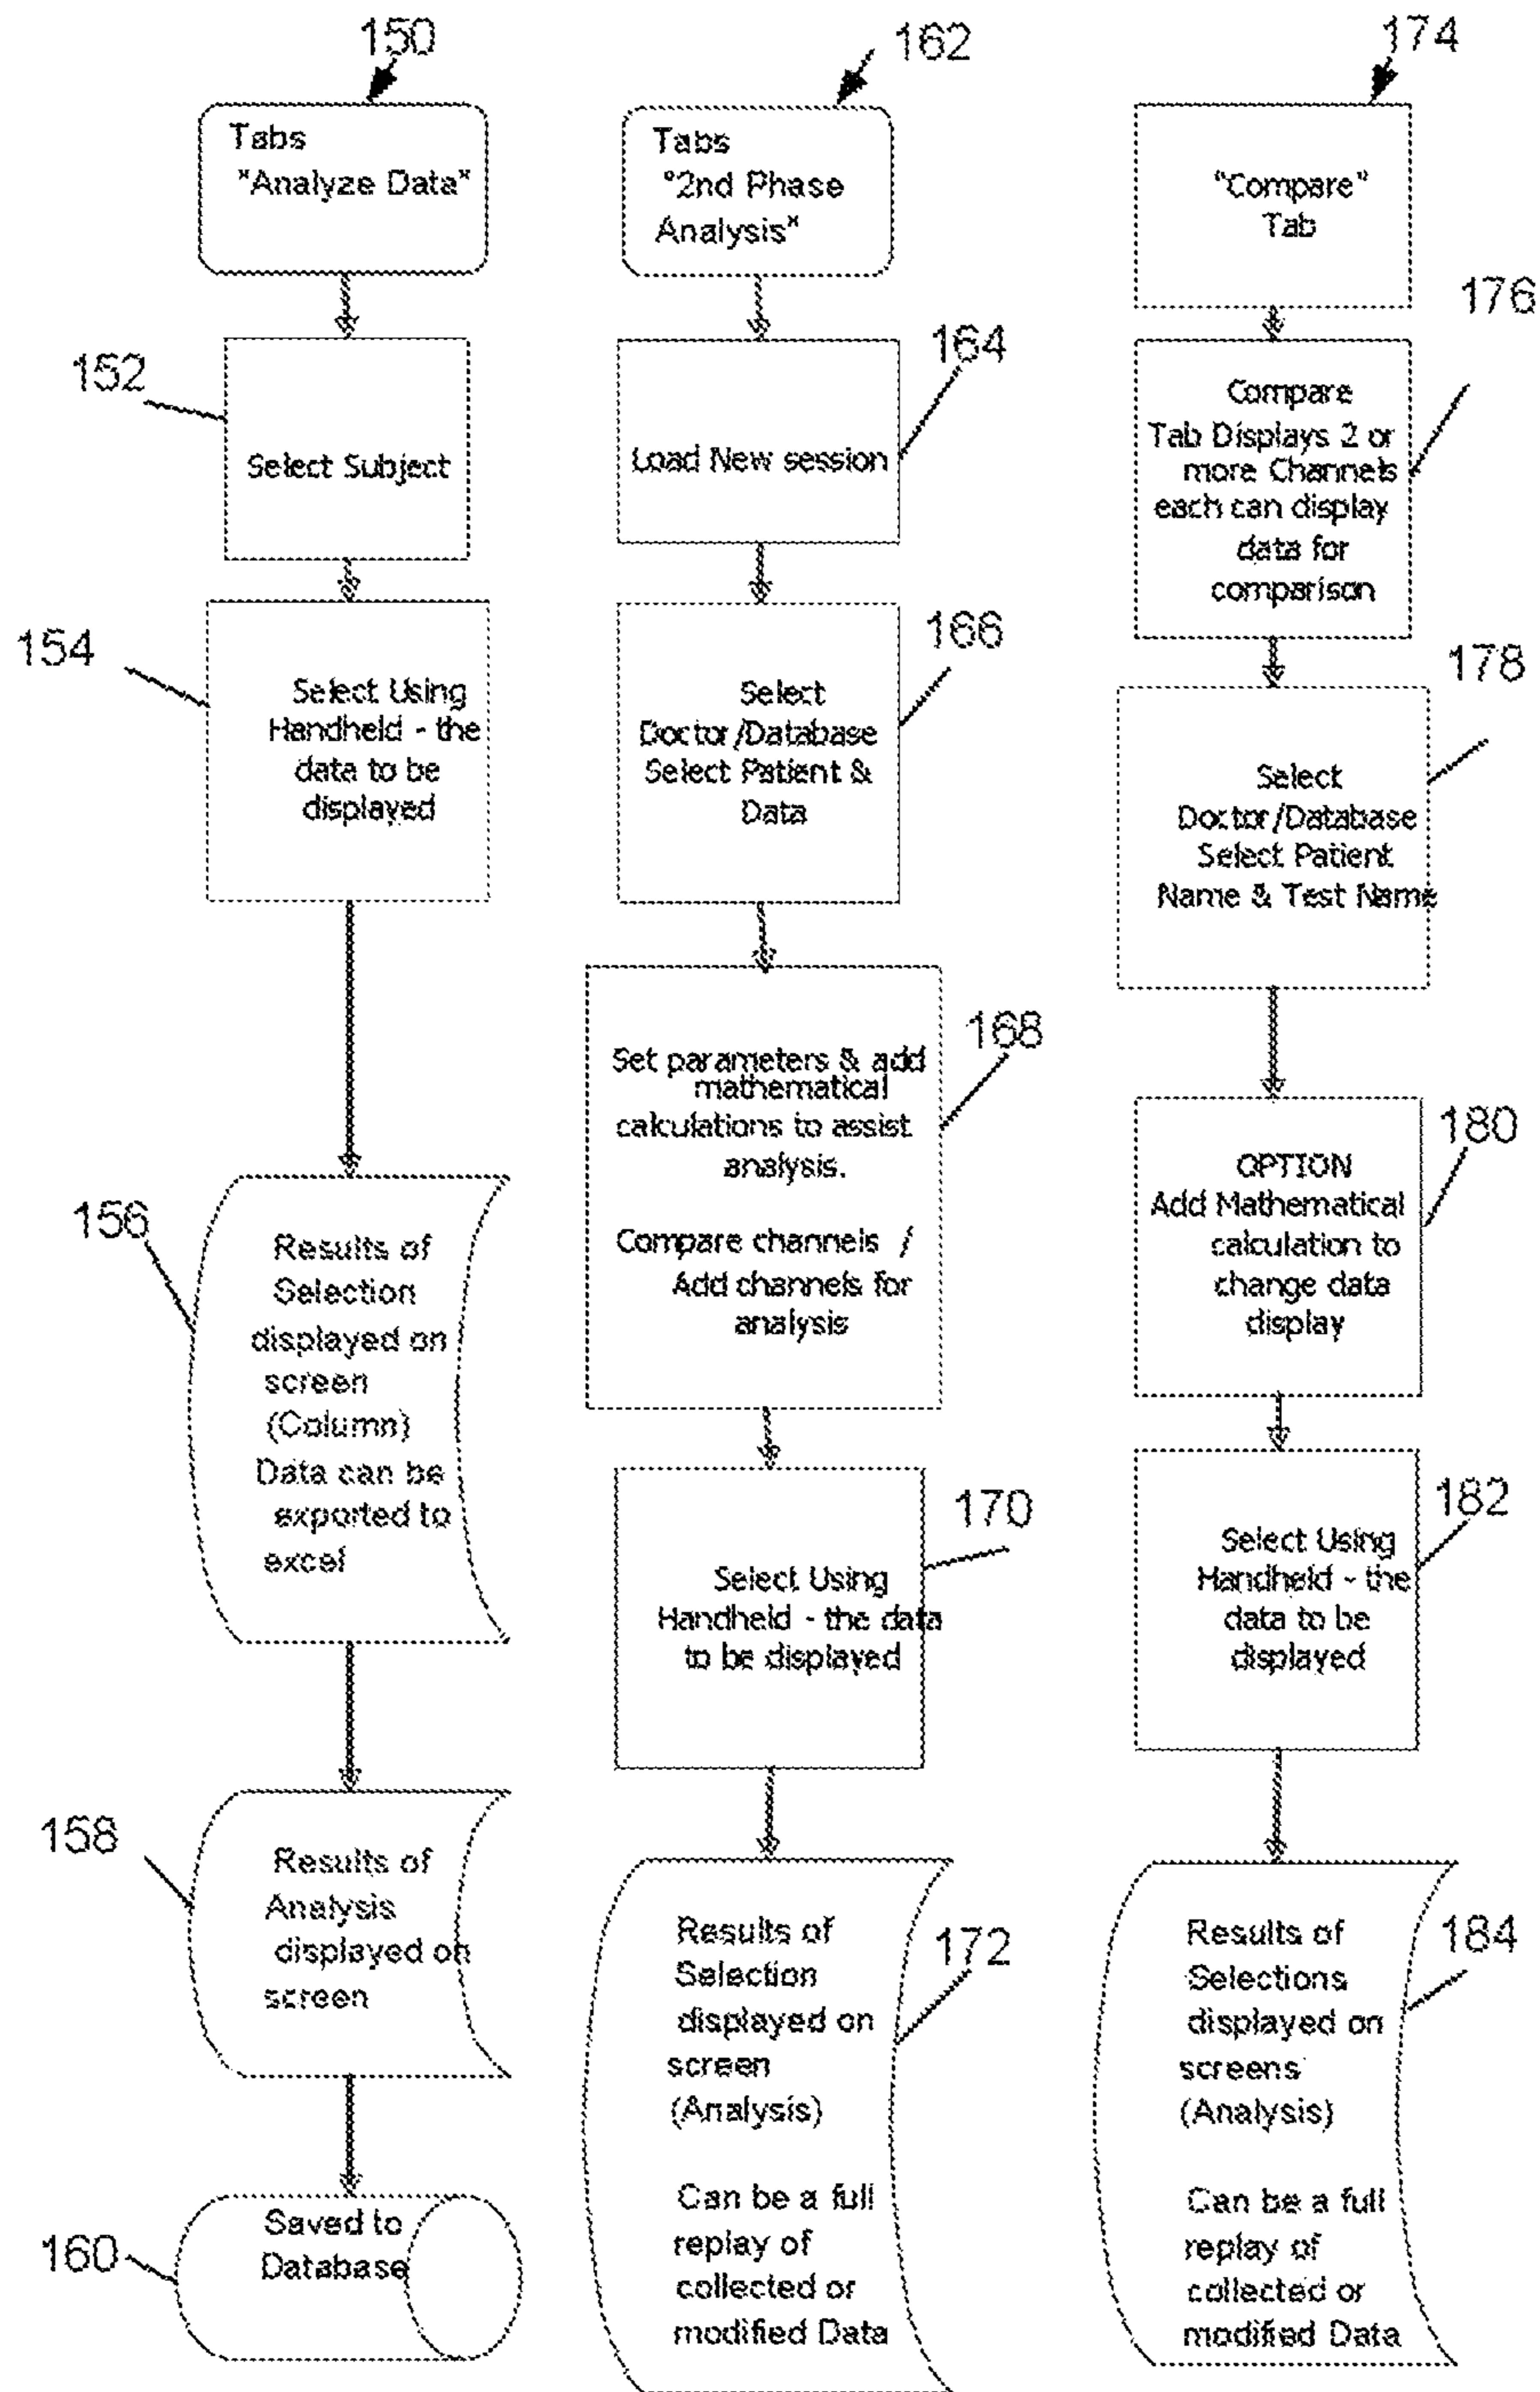 150
Tabs
"Analyze Data"
152
Select Subject
154
Select Using
Handheld - the
data to be
displayed
156
Results of
Selection
displayed on
screen
(Column)
Data can be
exported to
excel
158
Results of
Analysis
displayed on
screen
160
Saved to
Database
162
Tabs
"2nd Phase
Analysis"
164
Load New session
166
Select
Doctor/Database
Select Patient &
Data
168
Set parameters & add
mathematical
calculations to assist
analysis.
Compare channels /
Add channels for
analysis
170
Select Using
Handheld - the data
to be displayed
172
Results of
Selection
displayed on
screen
(Analysis)
Can be a full
replay of
collected or
modified Data
174
"Compare"
Tab
176
Compare
Tab Displays 2 or
more Channels
each can display
data for
comparison
178
Select
Doctor/Database
Select Patient
Name & Test Name
180
OPTION
Add Mathematical
calculation to
change data
display
182
Select Using
Handheld - the
data to be
displayed
184
Results of
Selections
displayed on
screens
(Analysis)
Can be a full
replay of
collected or
modified Data